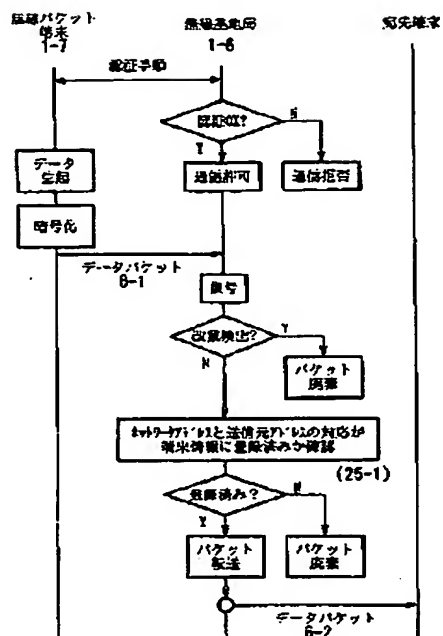 無線パケット
端末
1-7
無線基地局
1-6
宛先端末
認証手順
認証OK?
N
Y
データ
生起
通信許可
通信拒否
暗号化
データパケット
6-1
復号
改竄検出?
Y
N
パケット
廃棄
ネットワークアドレスと送信元アドレスの対応が
端末情報に登録済みか確認
(25-1)
登録済み?
N
Y
パケット
転送
パケット
廃棄
データパケット
6-2